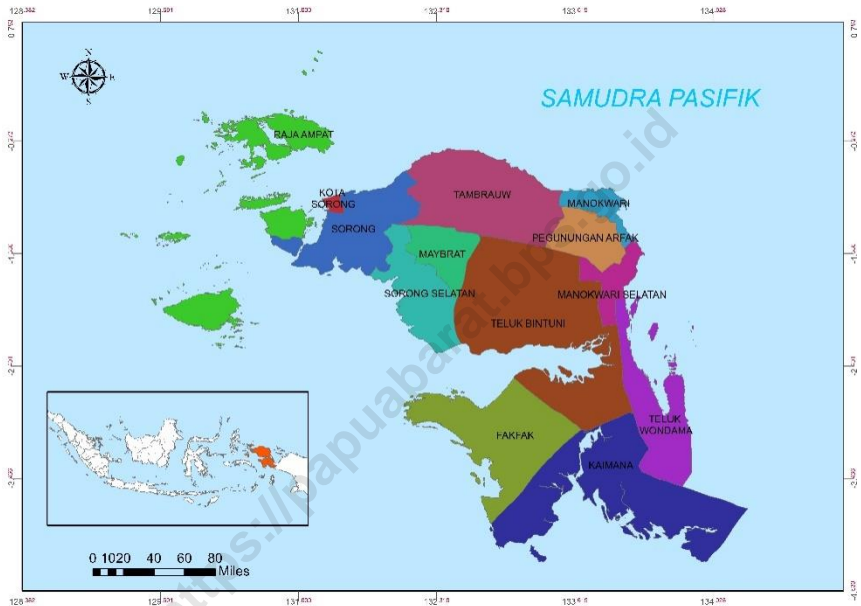 N
W E
S
SAMUDRA PASIFIK
RAJA AMPAT
KOTA
SORONG
SORONG
TAMBRAUW
MANOKWARI
PEGUNUNGAN ARFAK
MAYBRAT
SORONG SELATAN
MANOKWARI SELATAN
TELUK BINTUNI
TELUK
WONDAMA
FAKFAK
KAIMANA
0 1020 40 60 80
Miles
https://papuabarat.bps.go.id